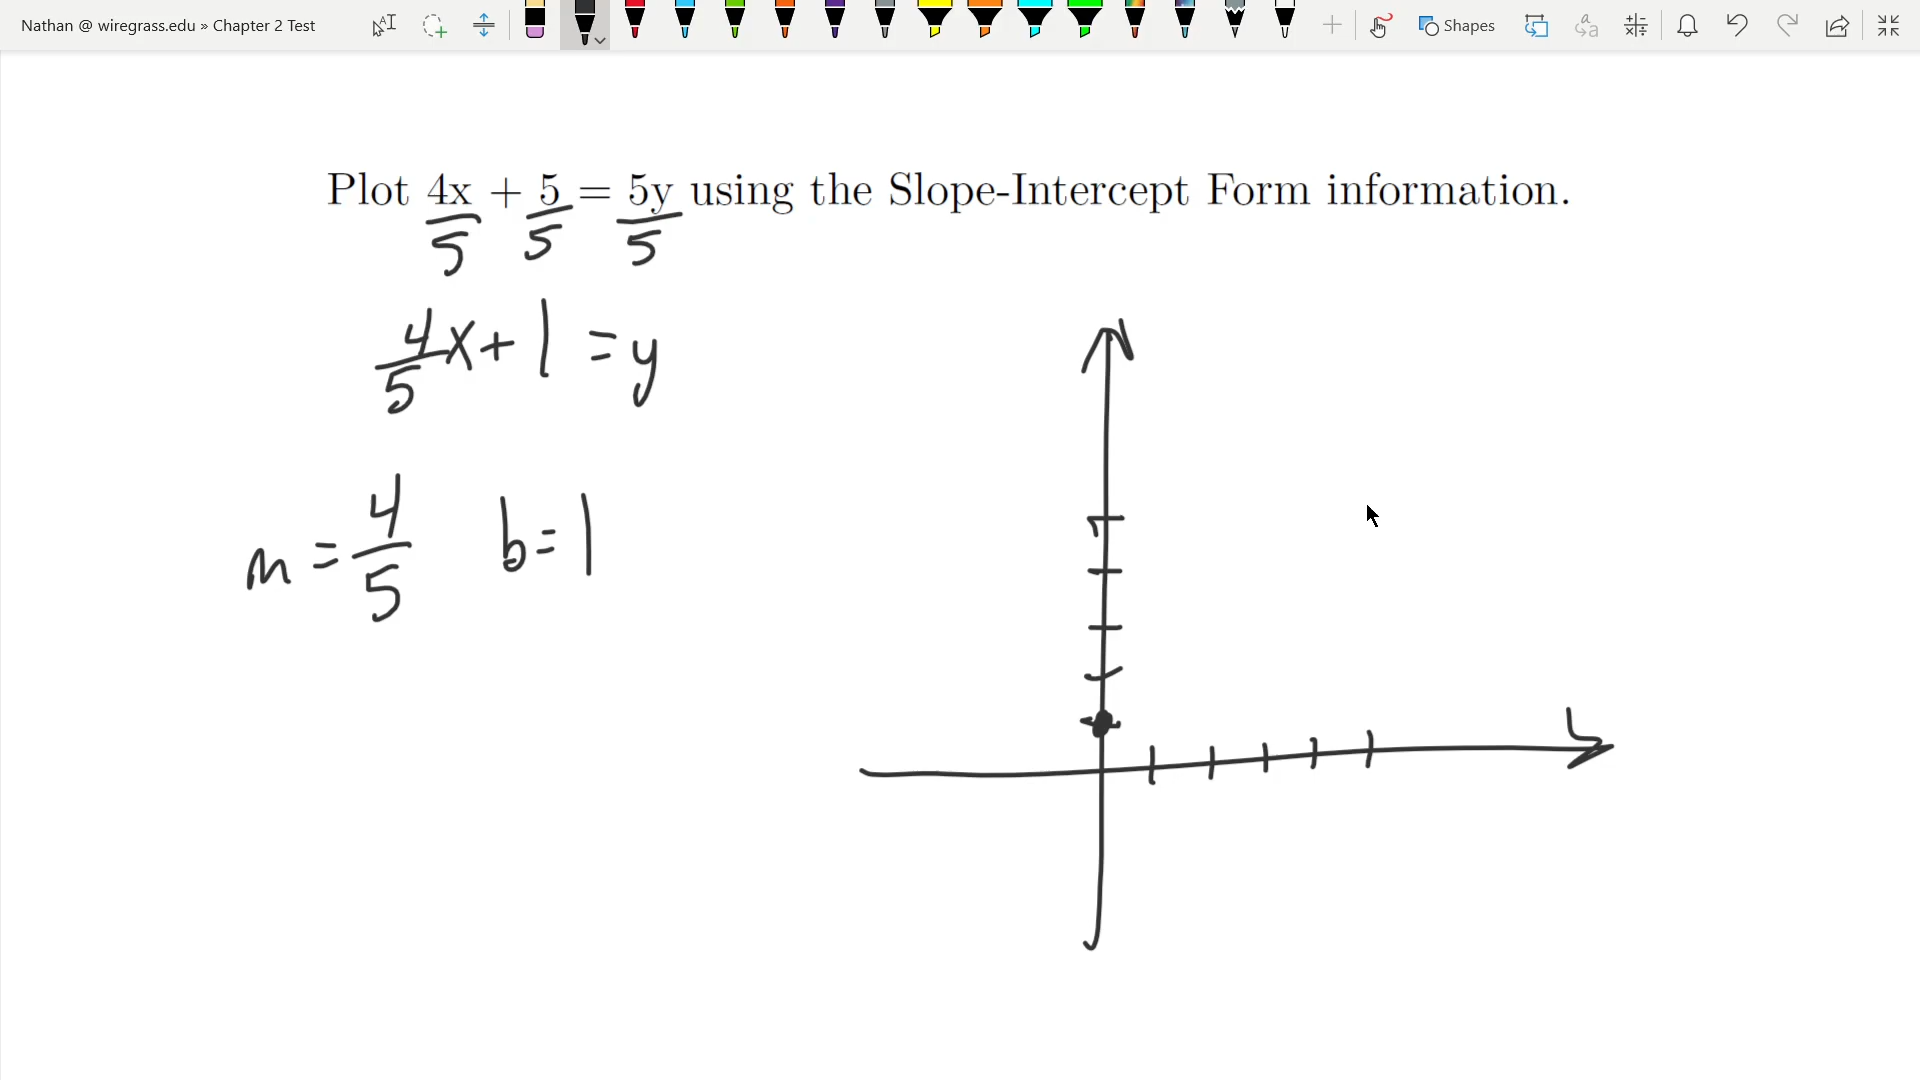 Nathan @ wiregrass.edu » Chapter 2 Test
Shapes
Plot 4x + 5 = 5y using the Slope-Intercept Form information.
5 5 5
4/5 x + 1 = y
m = 4/5 b = 1